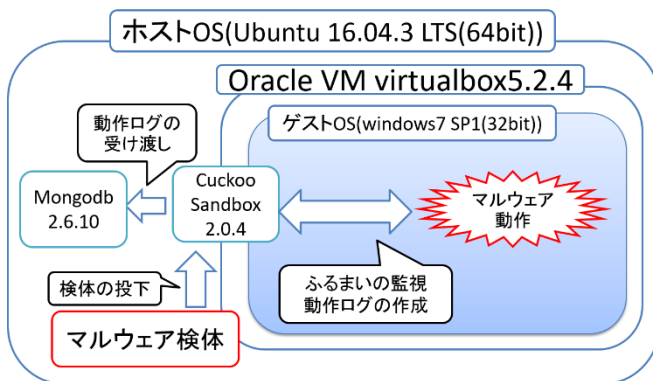 ホストOS(Ubuntu 16.04.3 LTS(64bit))
Oracle VM virtualbox5.2.4
ゲストOS(windows7 SP1(32bit))
動作ログの
受け渡し
Mongodb
2.6.10
Cuckoo
Sandbox
2.0.4
マルウェア
動作
検体の投下
ふるまいの監視
動作ログの作成
マルウェア検体